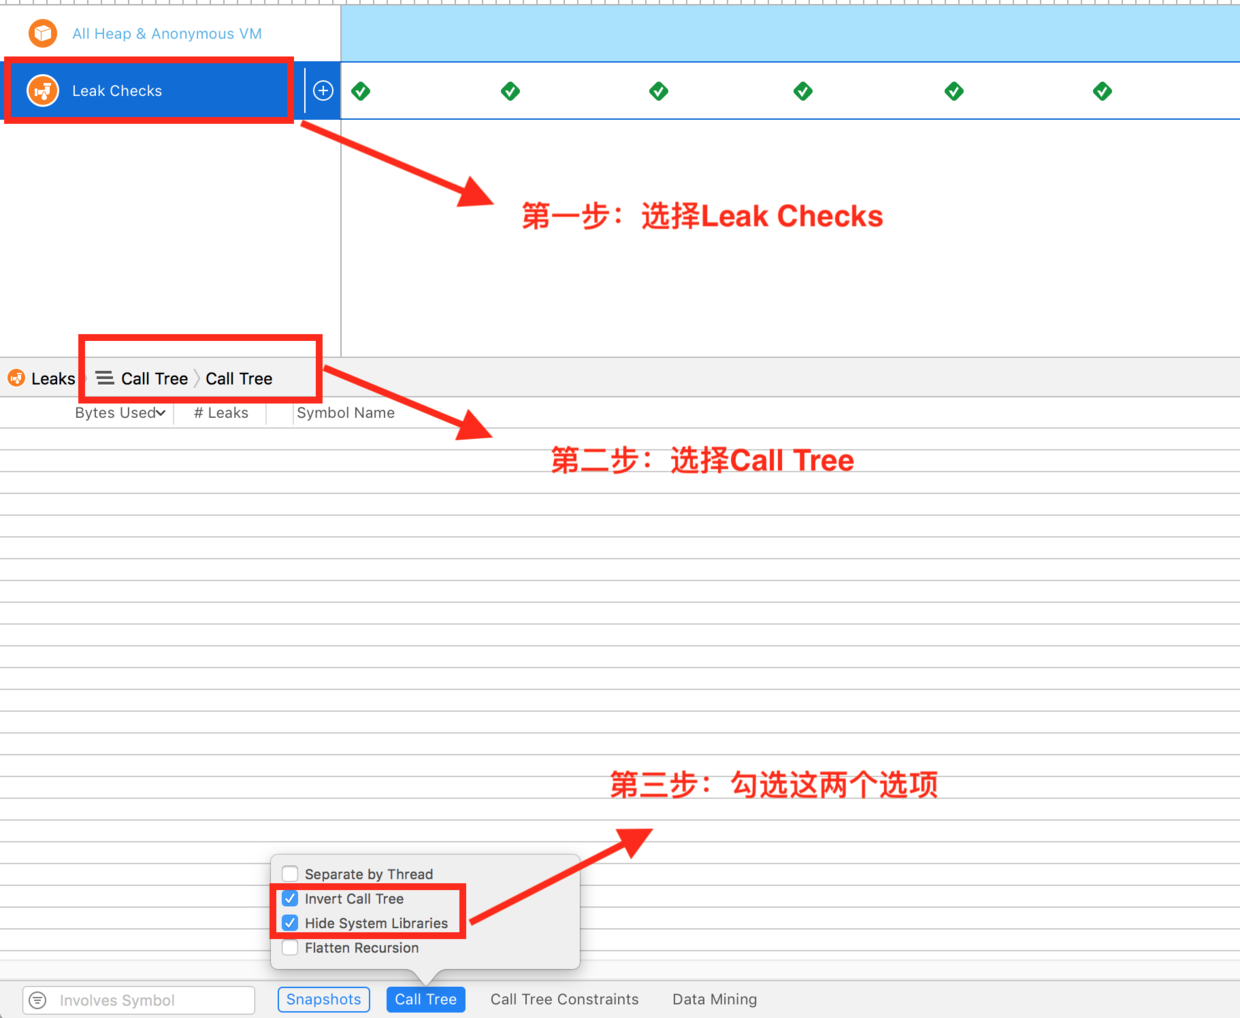 All Heap & Anonymous VM
Leak Checks
第一步：选择Leak Checks
Leaks Call Tree Call Tree
Bytes Used # Leaks Symbol Name
第二步：选择Call Tree
第三步：勾选这两个选项
Separate by Thread
Invert Call Tree
Hide System Libraries
Flatten Recursion
Involves Symbol Snapshots Call Tree Call Tree Constraints Data Mining